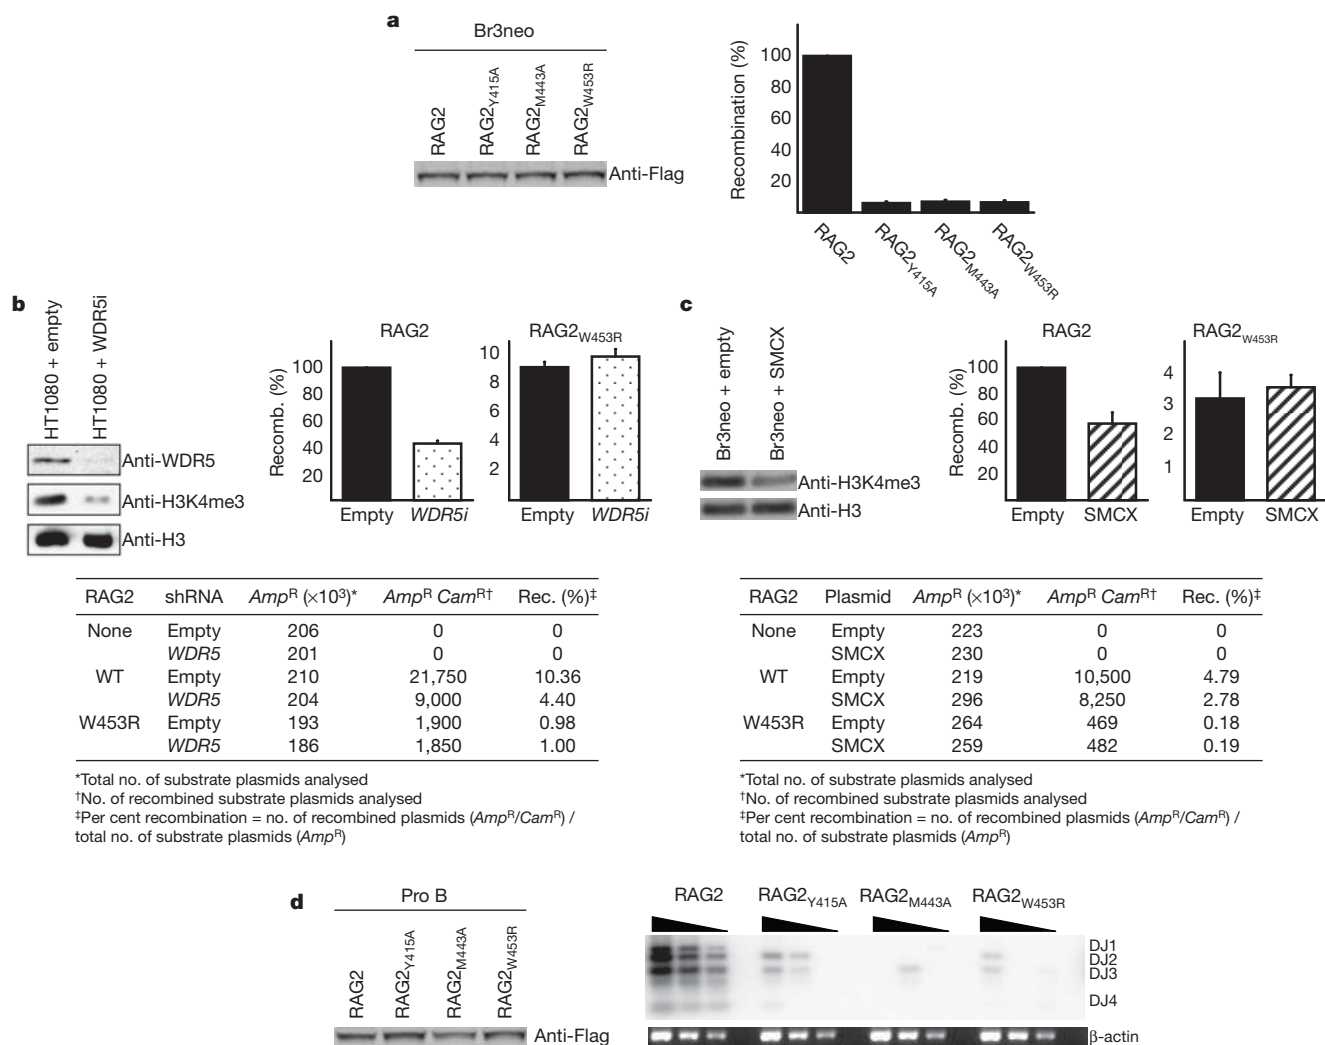 a
Br3neo
RAG2
RAG2Y415A
RAG2M443A
RAG2W453R
Anti-Flag
Recombination (%)
100
80
60
40
20
RAG2
RAG2Y415A
RAG2M443A
RAG2W453R
b
HT1080 + empty
HT1080 + WDR5i
Anti-WDR5
Anti-H3K4me3
Anti-H3
RAG2
Recomb. (%)
100
80
60
40
20
Empty WDR5i
RAG2W453R
10
8
6
4
2
Empty WDR5i
RAG2 shRNA AmpR (×10³)* AmpR CamR† Rec. (%)‡
None Empty 206 0 0
WDR5 201 0 0
WT Empty 210 21,750 10.36
WDR5 204 9,000 4.40
W453R Empty 193 1,900 0.98
WDR5 186 1,850 1.00
*Total no. of substrate plasmids analysed
†No. of recombined substrate plasmids analysed
‡Per cent recombination = no. of recombined plasmids (AmpR/CamR) /
total no. of substrate plasmids (AmpR)
c
Br3neo + empty
Br3neo + SMCX
Anti-H3K4me3
Anti-H3
RAG2
Recomb. (%)
100
80
60
40
20
Empty SMCX
RAG2W453R
4
3
2
1
Empty SMCX
RAG2 Plasmid AmpR (×10³)* AmpR CamR† Rec. (%)‡
None Empty 223 0 0
SMCX 230 0 0
WT Empty 219 10,500 4.79
SMCX 296 8,250 2.78
W453R Empty 264 469 0.18
SMCX 259 482 0.19
*Total no. of substrate plasmids analysed
†No. of recombined substrate plasmids analysed
‡Per cent recombination = no. of recombined plasmids (AmpR/CamR) /
total no. of substrate plasmids (AmpR)
d
Pro B
RAG2
RAG2Y415A
RAG2M443A
RAG2W453R
Anti-Flag
RAG2 RAG2Y415A RAG2M443A RAG2W453R
DJ1
DJ2
DJ3
DJ4
β-actin